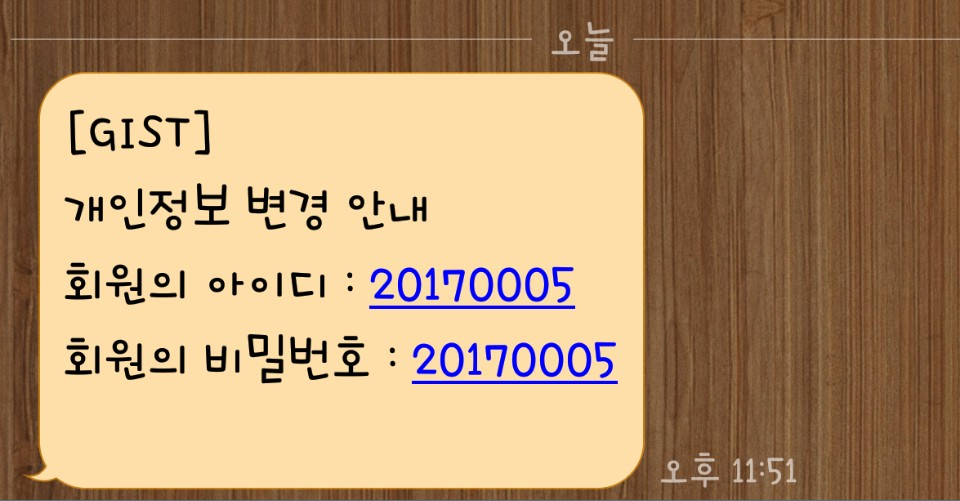 오늘
[GIST]
개인정보 변경 안내
회원의 아이디 : 20170005
회원의 비밀번호 : 20170005
오후 11:51